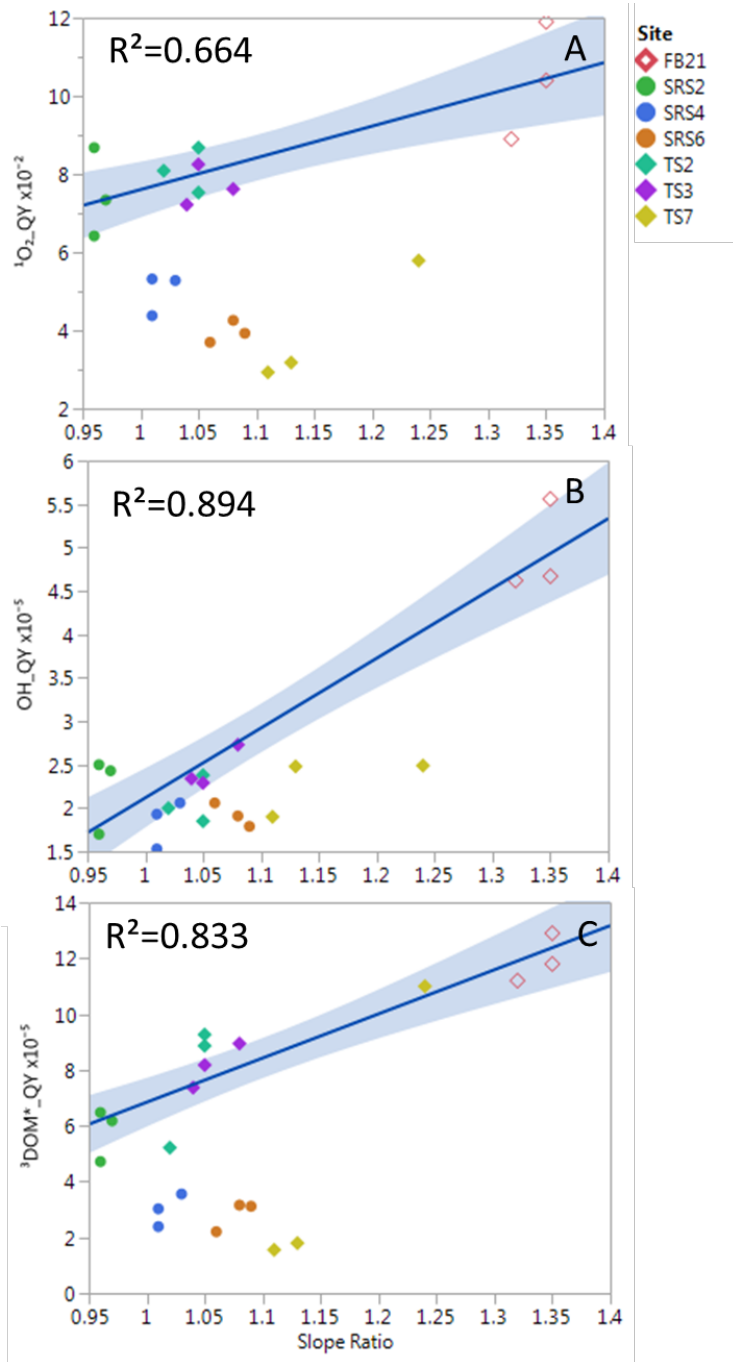 12
10
8
6
4
2
¹O₂_QY x10⁻²
R²=0.664
A
0.95 1 1.05 1.1 1.15 1.2 1.25 1.3 1.35 1.4
Site
FB21
SRS2
SRS4
SRS6
TS2
TS3
TS7
6
5.5
5
4.5
4
3.5
3
2.5
2
1.5
OH_QY x10⁻⁵
R²=0.894
B
0.95 1 1.05 1.1 1.15 1.2 1.25 1.3 1.35 1.4
14
12
10
8
6
4
2
0
³DOM*_QY x10⁻⁵
R²=0.833
C
0.95 1 1.05 1.1 1.15 1.2 1.25 1.3 1.35 1.4
Slope Ratio